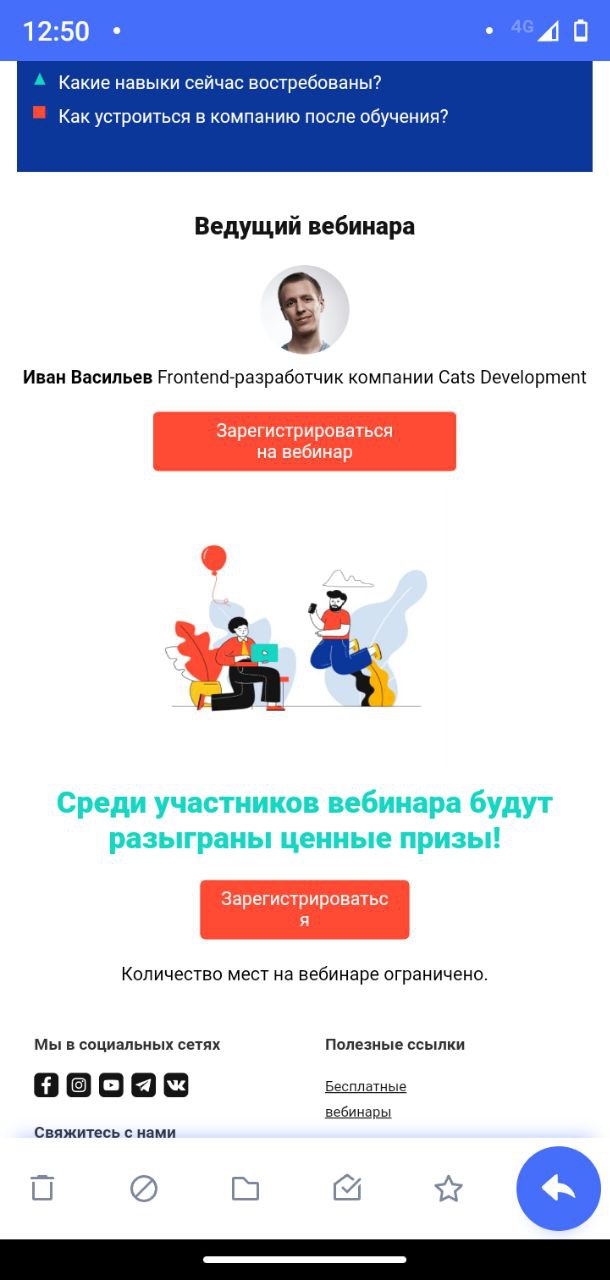 12:50
4G
Какие навыки сейчас востребованы?
Как устроиться в компанию после обучения?
Ведущий вебинара
Иван Васильев Frontend-разработчик компании Cats Development
Зарегистрироваться
на вебинар
Среди участников вебинара будут
разыграны ценные призы!
Зарегистрироватьс
я
Количество мест на вебинаре ограничено.
Мы в социальных сетях
Полезные ссылки
Бесплатные
вебинары
Свяжитесь с нами